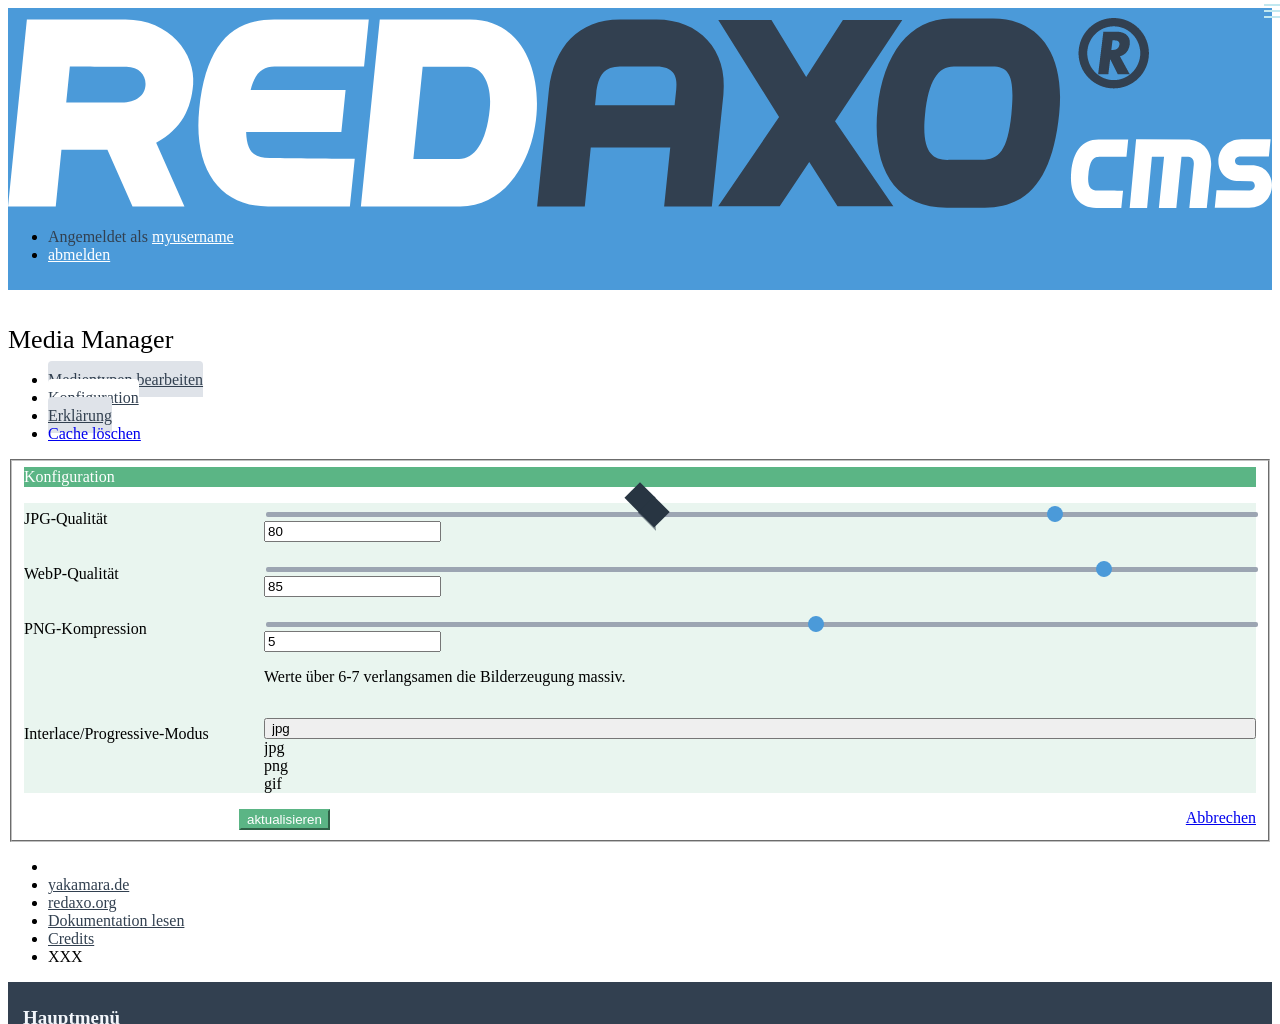 REDAXO®
cms
Angemeldet als myusername
abmelden
Media Manager
Medientypen bearbeiten
Konfiguration
Erklärung
Cache löschen
Konfiguration
JPG-Qualität
80
WebP-Qualität
85
PNG-Kompression
5
Werte über 6-7 verlangsamen die Bilderzeugung massiv.
Interlace/Progressive-Modus
jpg
jpg
png
gif
aktualisieren
Abbrechen
yakamara.de
redaxo.org
Dokumentation lesen
Credits
XXX
Hauptmenü